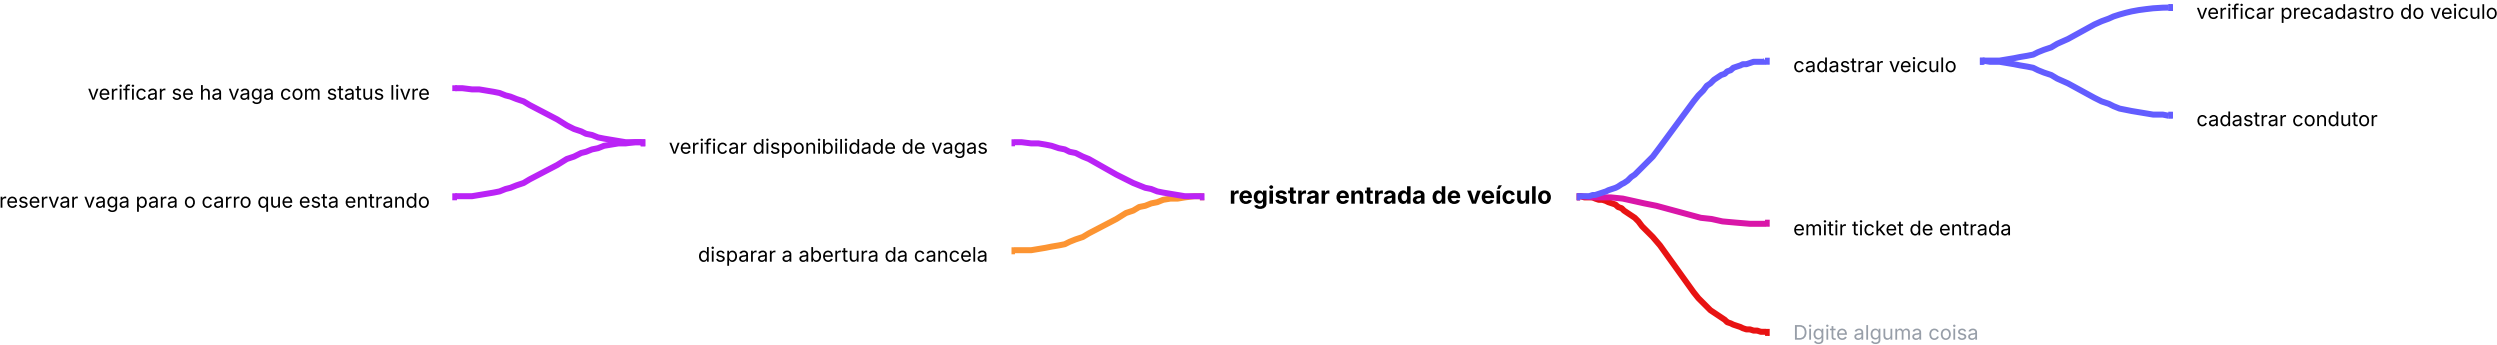 verificar precadastro do veiculo
cadastrar veiculo
verificar se ha vaga com status livre
cadastrar condutor
verificar disponibilidade de vagas
registrar entrada de veículo
reservar vaga para o carro que esta entrando
emitir ticket de entrada
disparar a abertura da cancela
Digite alguma coisa